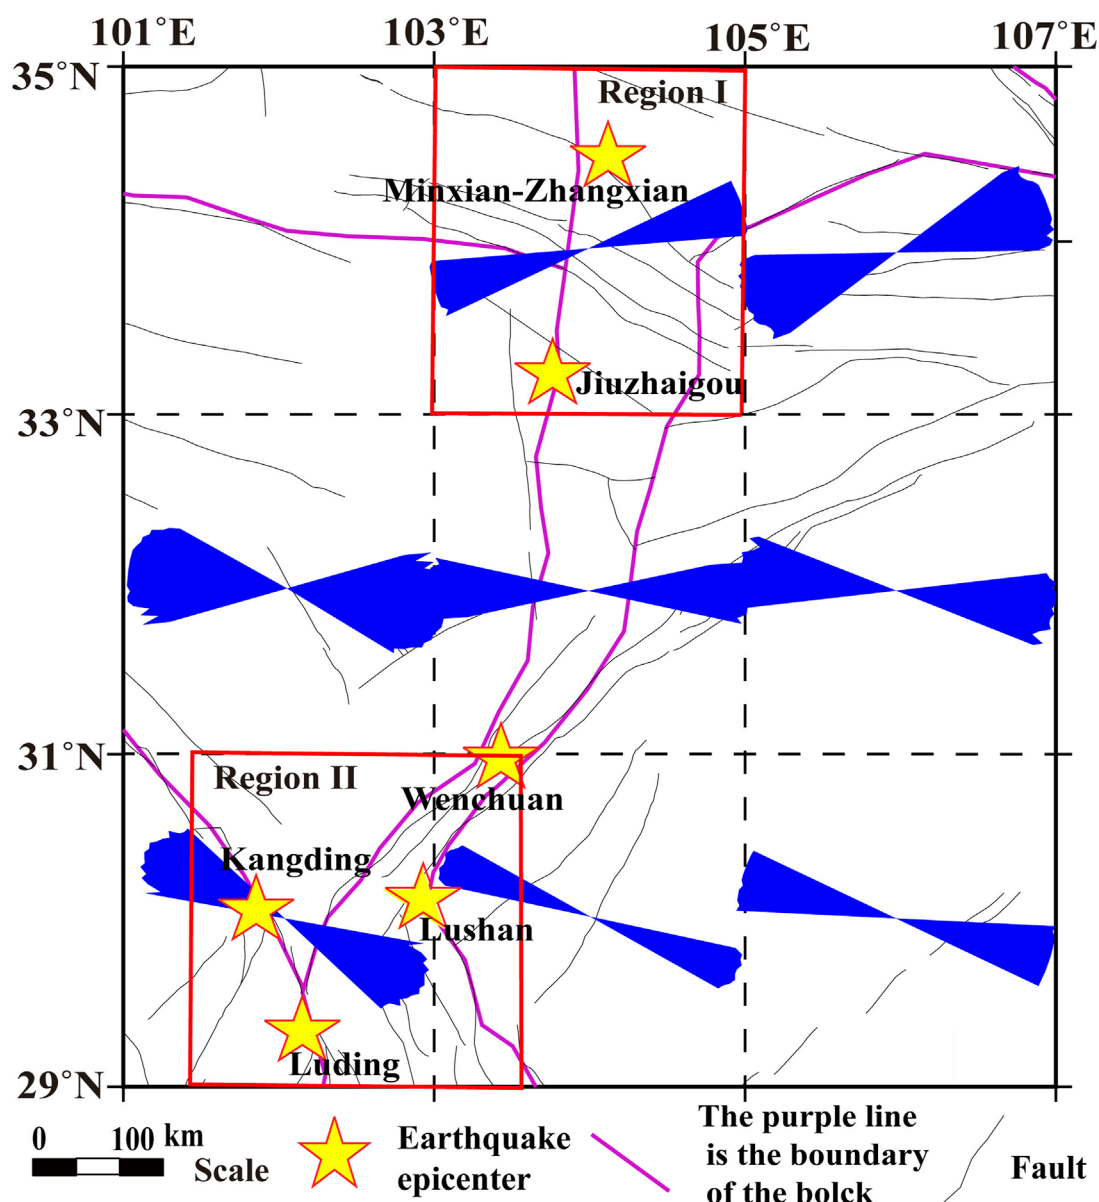 101°E 103°E 105°E 107°E
35°N
Region I
Minxian-Zhangxian
Jiuzhaigou
33°N
31°N
Region II
Wenchuan
Kangding
Lushan
Luding
29°N
0 100 km
Scale
Earthquake
epicenter
The purple line
is the boundary
of the bolck
Fault